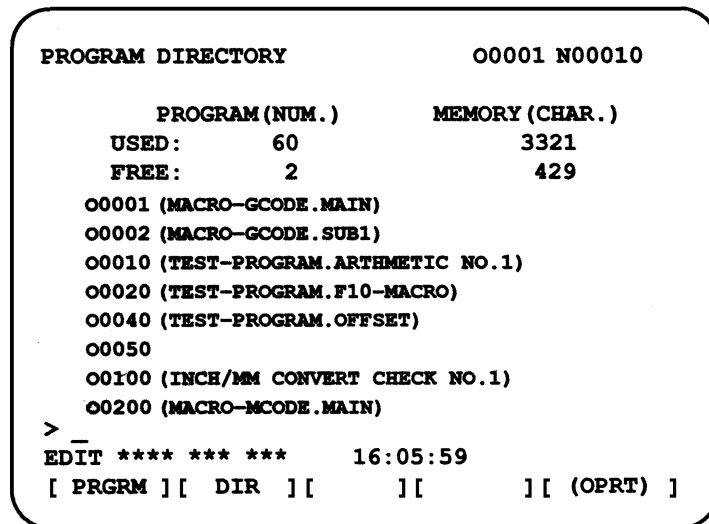 PROGRAM DIRECTORY O0001 N00010
PROGRAM(NUM.) MEMORY(CHAR.)
USED: 60 3321
FREE: 2 429
O0001 (MACRO-GCODE.MAIN)
O0002 (MACRO-GCODE.SUB1)
O0010 (TEST-PROGRAM.ARTHMETIC NO.1)
O0020 (TEST-PROGRAM.F10-MACRO)
O0040 (TEST-PROGRAM.OFFSET)
O0050
O0100 (INCH/MM CONVERT CHECK NO.1)
O0200 (MACRO-MCODE.MAIN)
> _
EDIT **** *** *** 16:05:59
[ PRGRM ][ DIR ][ ][ ][ (OPRT) ]